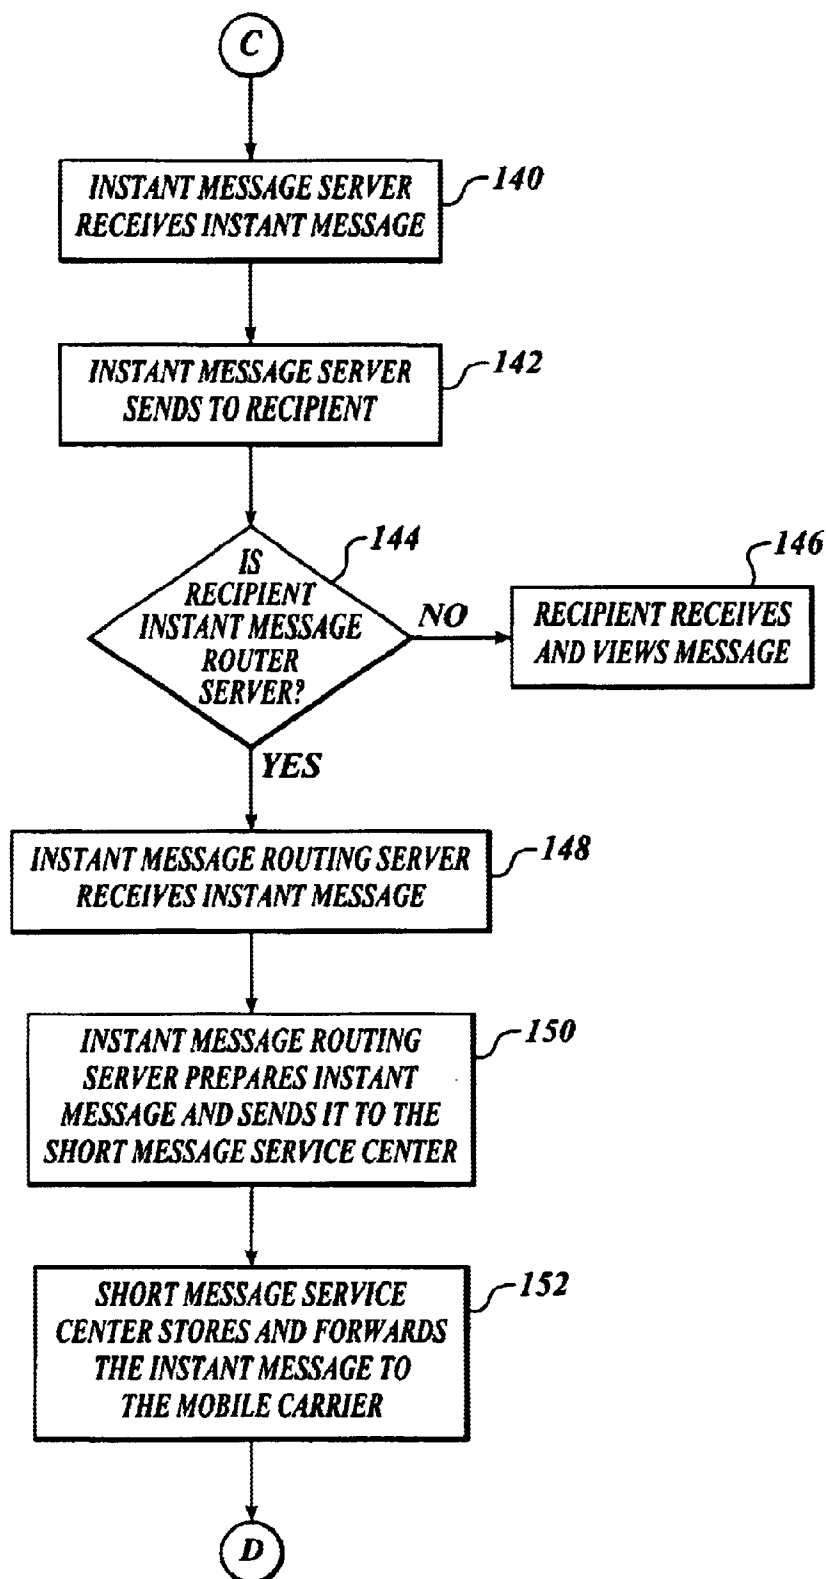 C
INSTANT MESSAGE SERVER
RECEIVES INSTANT MESSAGE
140
INSTANT MESSAGE SERVER
SENDS TO RECIPIENT
142
IS
RECIPIENT
INSTANT MESSAGE
ROUTER
SERVER?
144
NO
RECIPIENT RECEIVES
AND VIEWS MESSAGE
146
YES
INSTANT MESSAGE ROUTING SERVER
RECEIVES INSTANT MESSAGE
148
INSTANT MESSAGE ROUTING
SERVER PREPARES INSTANT
MESSAGE AND SENDS IT TO THE
SHORT MESSAGE SERVICE CENTER
150
SHORT MESSAGE SERVICE
CENTER STORES AND FORWARDS
THE INSTANT MESSAGE TO
THE MOBILE CARRIER
152
D